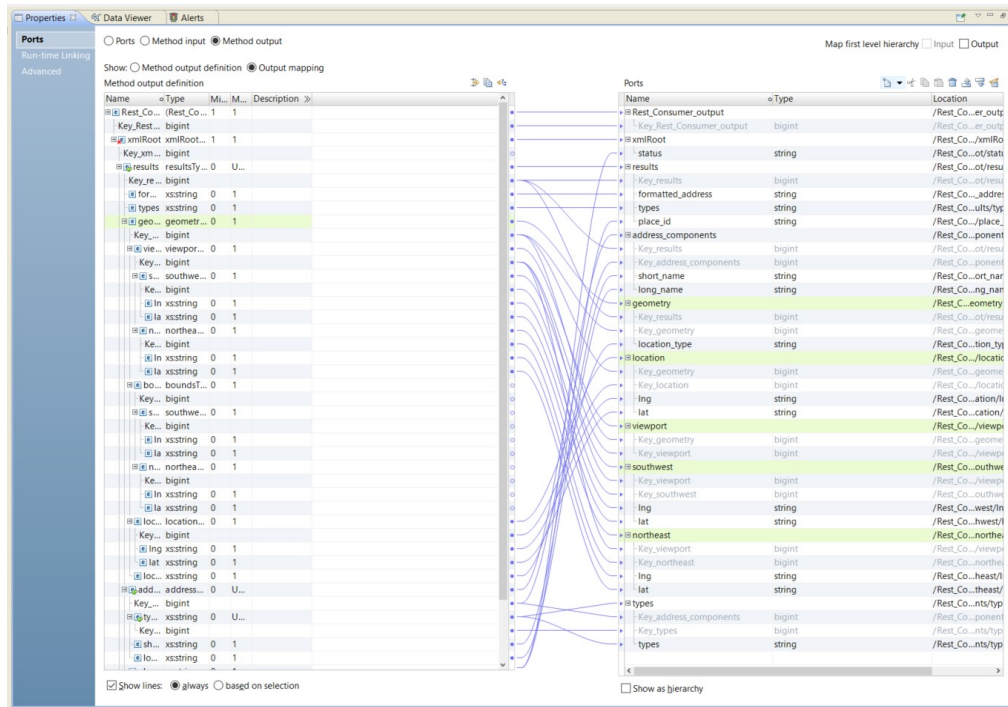 Properties Data Viewer Alerts
Ports
Run-time Linking
Advanced
Ports Method input Method output
Map first level hierarchy Input Output
Show: Method output definition Output mapping
Method output definition
Name Type Mi... M... Description »
Rest_Co... (Rest_Co... 1 1
Key_Rest... bigint
xmlRoot xmlRoot... 1 1
Key_xm... bigint
results resultsTy... 0 U...
Key_re... bigint
for... xs:string 0 1
types xs:string 0 1
geo... geometr... 0 1
Key_... bigint
vie... viewpor... 0 1
Key... bigint
s... southwe... 0 1
Ke... bigint
ln xs:string 0 1
la xs:string 0 1
n... northea... 0 1
Ke... bigint
ln xs:string 0 1
la xs:string 0 1
bo... boundsT... 0 1
Key... bigint
s... southwe... 0 1
Ke... bigint
ln xs:string 0 1
la xs:string 0 1
n... northea... 0 1
Ke... bigint
ln xs:string 0 1
la xs:string 0 1
loc... location... 0 1
Key... bigint
lng xs:string 0 1
lat xs:string 0 1
loc... xs:string 0 1
add... address... 0 U...
Key_... bigint
ty... xs:string 0 U...
Key... bigint
sh... xs:string 0 1
lo... xs:string 0 1
Show lines: always based on selection
Ports
Name Type Location
Rest_Consumer_output /Rest_Co...er_outp
Key_Rest_Consumer_output bigint /Rest_Co...er_outp
xmlRoot /Rest_Co.../xmlRo
status string /Rest_Co...ot/statu
results /Rest_Co...ot/resu
Key_results bigint /Rest_Co...ot/resu
formatted_address string /Rest_Co..._addres
types string /Rest_Co...ults/typ
place_id string /Rest_Co.../place_
address_components /Rest_Co...ponent
Key_results bigint /Rest_Co...ot/resu
Key_address_components bigint /Rest_Co...ponent
short_name string /Rest_Co...ort_nar
long_name string /Rest_Co...ng_nan
geometry /Rest_C...eometry
Key_results bigint /Rest_Co...ot/resu
Key_geometry bigint /Rest_Co...geome
location_type string /Rest_Co...tion_typ
location /Rest_Co.../locatic
Key_geometry bigint /Rest_Co...geome
Key_location bigint /Rest_Co.../locatic
lng string /Rest_Co...ation/ln
lat string /Rest_Co...cation/
viewport /Rest_Co.../viewpo
Key_geometry bigint /Rest_Co...geome
Key_viewport bigint /Rest_Co.../viewpo
southwest /Rest_Co...outhwe
Key_viewport bigint /Rest_Co.../viewpo
Key_southwest bigint /Rest_Co...outhwe
lng string /Rest_Co...west/ln
lat string /Rest_Co...hwest/l
northeast /Rest_Co...northea
Key_viewport bigint /Rest_Co.../viewpo
Key_northeast bigint /Rest_Co...northea
lng string /Rest_Co...heast/l
lat string /Rest_Co...theast/
types /Rest_Co...nts/typ
Key_address_components bigint /Rest_Co...ponent
Key_types bigint /Rest_Co...nts/typ
types string /Rest_Co...nts/typ
Show as hierarchy